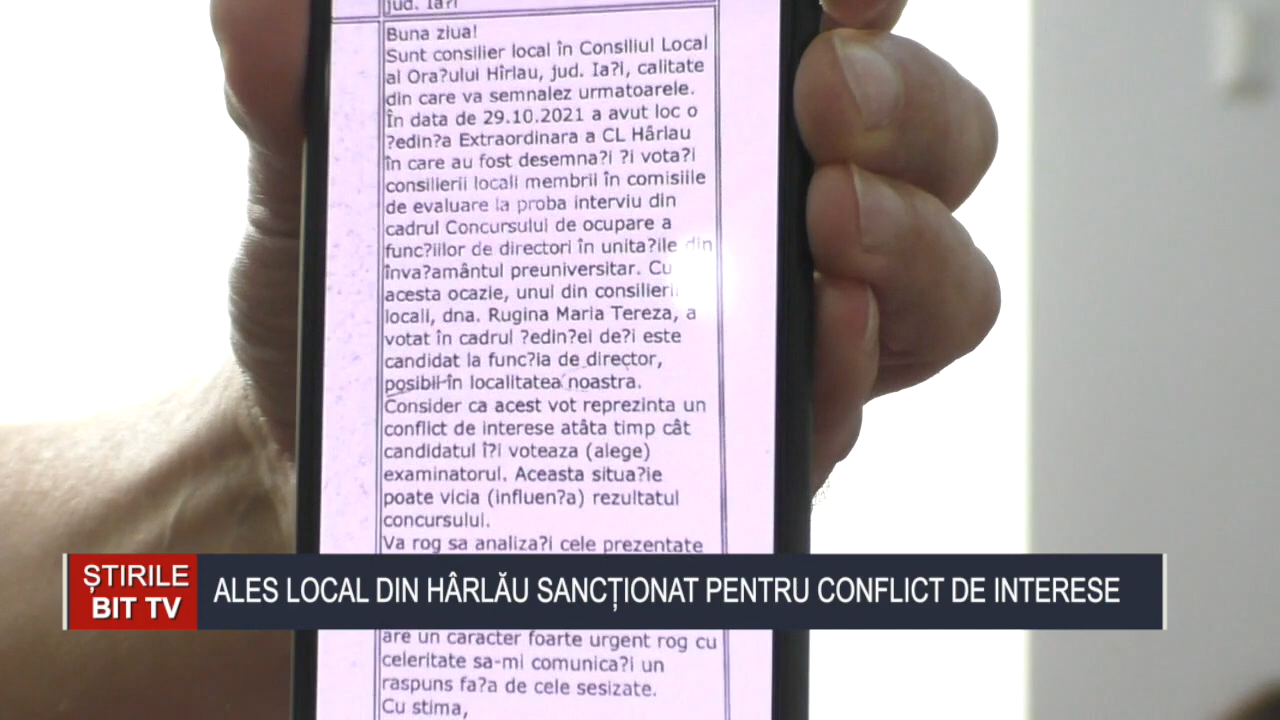 jud. Ia?i
Buna ziua!
Sunt consilier local în Consiliul Local
al Ora?ului Hîrlau, jud. Ia?i, calitate
din care va semnalez urmatoarele.
În data de 29.10.2021 a avut loc o
?edin?a Extraordinara a CL Hârlau
în care au fost desemna?i ?i vota?i
consilierii locali membrii în comisiile
de evaluare la proba interviu din
cadrul Concursului de ocupare a
func?iilor de directori în unita?ile din
înva?amântul preuniversitar. Cu
acesta ocazie, unul din consilierii
locali, dna. Rugina Maria Tereza, a
votat în cadrul ?edin?ei de?i este
candidat la func?ia de director,
posibil în localitatea noastra.
Consider ca acest vot reprezinta un
conflict de interese atâta timp cât
candidatul î?i voteaza (alege)
examinatorul. Aceasta situa?ie
poate vicia (influen?a) rezultatul
concursului.
Va rog sa analiza?i cele prezentate
ȘTIRILE
BIT TV
ALES LOCAL DIN HÂRLĂU SANCȚIONAT PENTRU CONFLICT DE INTERESE
are un caracter foarte urgent rog cu
celeritate sa-mi comunica?i un
raspuns fa?a de cele sesizate.
Cu stima,